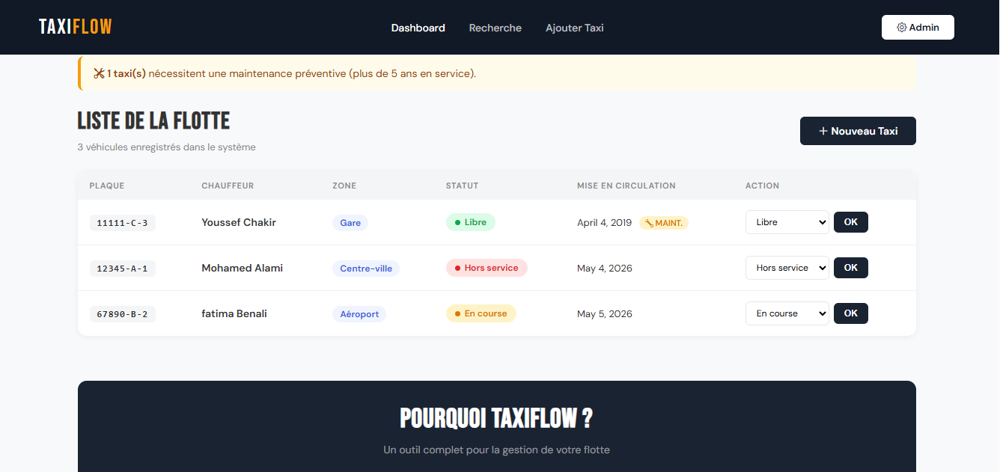 TAXIFLOW
Dashboard Recherche Ajouter Taxi
Admin
1 taxi(s) nécessitent une maintenance préventive (plus de 5 ans en service).
LISTE DE LA FLOTTE
3 véhicules enregistrés dans le système
+ Nouveau Taxi
PLAQUE CHAUFFEUR ZONE STATUT MISE EN CIRCULATION ACTION
11111-C-3 Youssef Chakir Gare Libre April 4, 2019 MAINT. Libre OK
12345-A-1 Mohamed Alami Centre-ville Hors service May 4, 2026 Hors service OK
67890-B-2 fatima Benali Aéroport En course May 5, 2026 En course OK
POURQUOI TAXIFLOW ?
Un outil complet pour la gestion de votre flotte